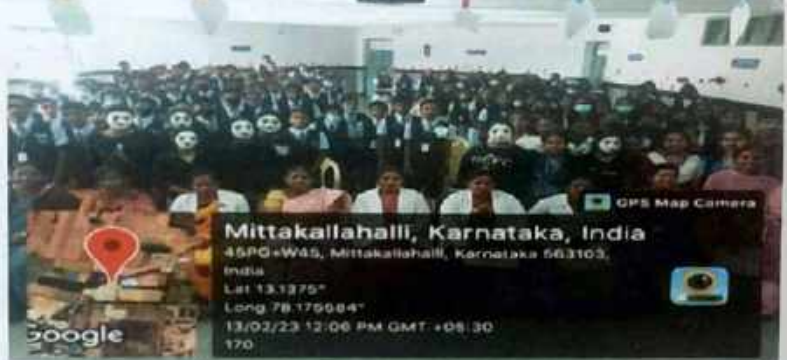 GPS Map Camera
Mittakallahalli, Karnataka, India
45PG+W45, Mittakallahalli, Karnataka 563103,
India
Lat 13.1375°
Long 78.175584°
13/02/23 12:06 PM GMT +05:30
170
Google